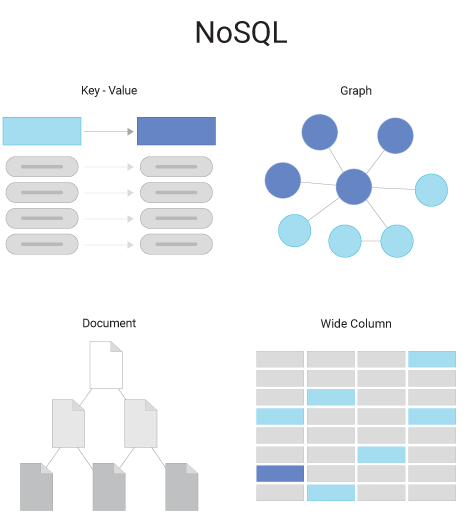 NoSQL
Key - Value
Graph
Document
Wide Column